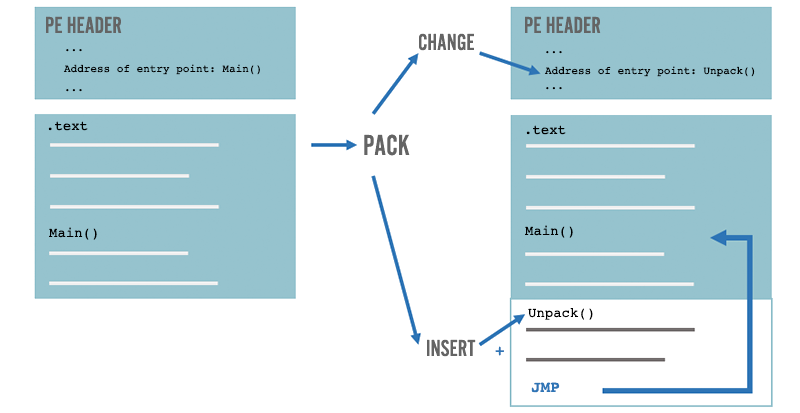 PE HEADER
...
Address of entry point: Main()
...
.text
Main()
CHANGE
PACK
INSERT
+
PE HEADER
...
Address of entry point: Unpack()
...
.text
Main()
Unpack()
JMP